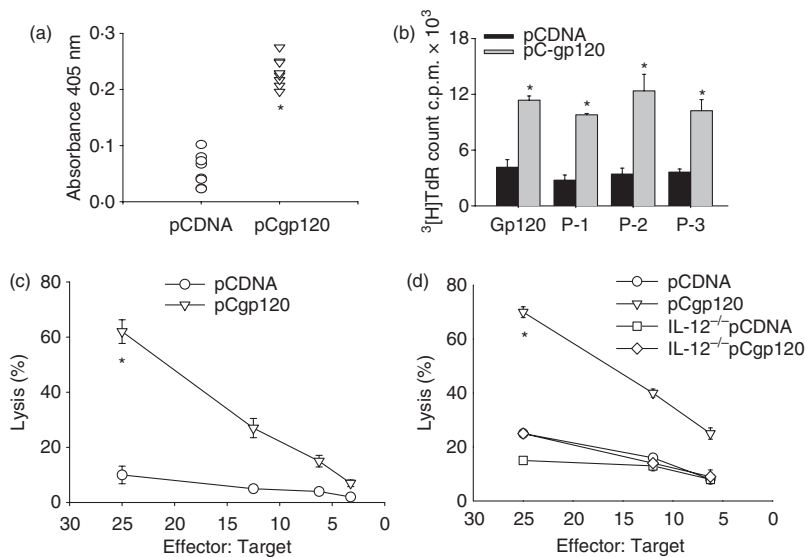 (a)
Absorbance 405 nm
0·3
0·2
0·1
0·0
*
pCDNA
pCgp120
(b)
pCDNA
pC-gp120
³[H]TdR count c.p.m. × 10³
18
12
6
0
*
*
*
*
Gp120
P-1
P-2
P-3
(c)
pCDNA
pCgp120
Lysis (%)
80
60
40
20
0
*
30
25
20
15
10
5
0
Effector: Target
(d)
pCDNA
pCgp120
IL-12⁻/⁻pCDNA
IL-12⁻/⁻pCgp120
Lysis (%)
80
60
40
20
0
*
30
25
20
15
10
5
0
Effector: Target